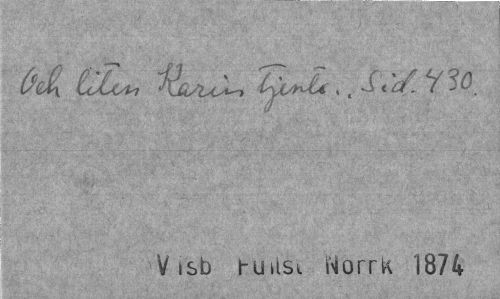 Och liten Karin tjente.. Sid. 430.
Visb Fullst Norrk 1874